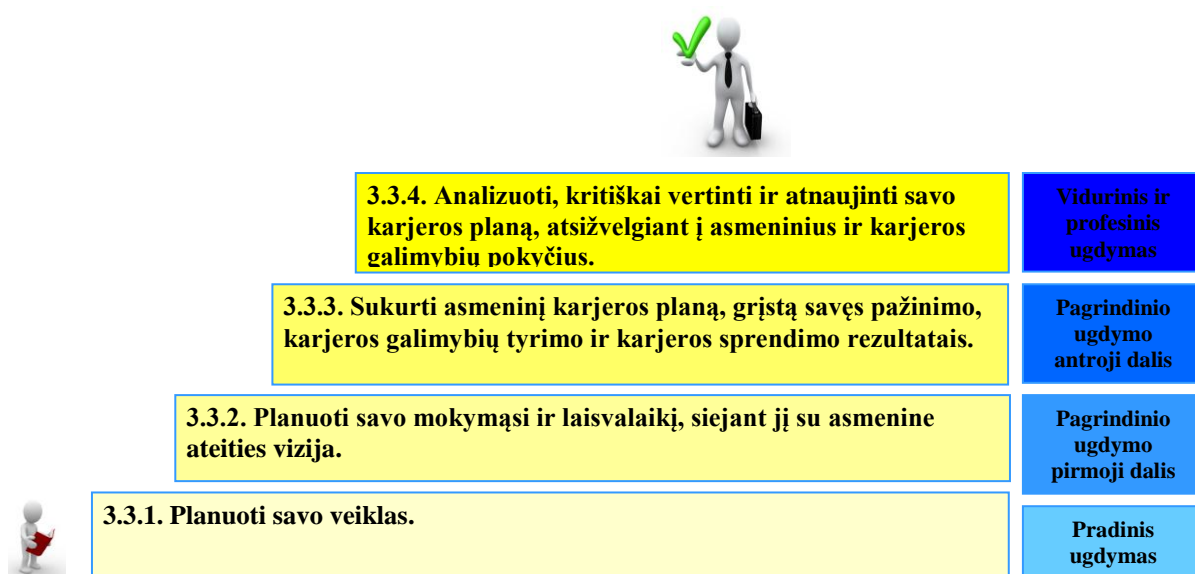 3.3.4. Analizuoti, kritiškai vertinti ir atnaujinti savo
karjeros planą, atsižvelgiant į asmeninius ir karjeros
galimybių pokyčius.
Vidurinis ir
profesinis
ugdymas
3.3.3. Sukurti asmeninį karjeros planą, grįstą savęs pažinimo,
karjeros galimybių tyrimo ir karjeros sprendimo rezultatais.
Pagrindinio
ugdymo
antroji dalis
3.3.2. Planuoti savo mokymąsi ir laisvalaikį, siejant jį su asmenine
ateities vizija.
Pagrindinio
ugdymo
pirmoji dalis
3.3.1. Planuoti savo veiklas.
Pradinis
ugdymas